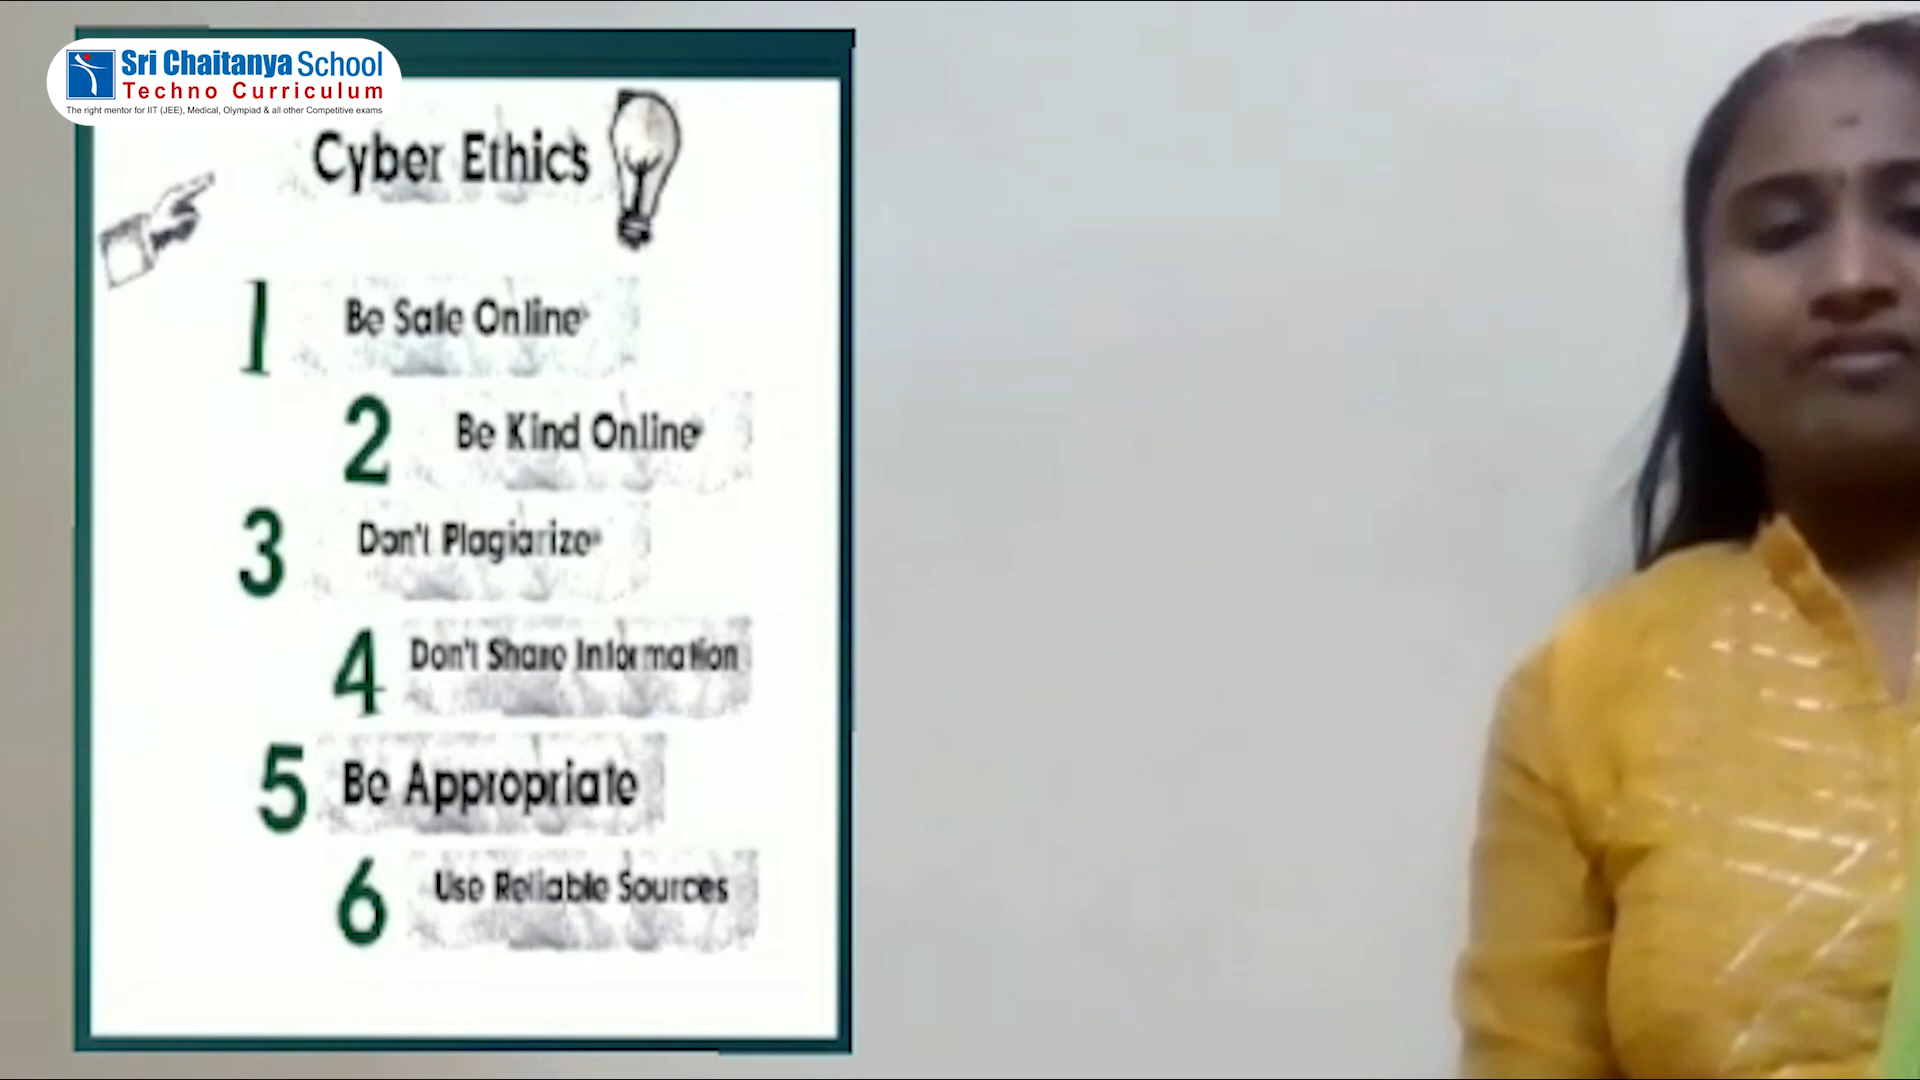 Sri Chaitanya School
Techno Curriculum
The right mentor for IIT (JEE), Medical, Olympiad & all other Competitive exams
Cyber Ethics
1 Be Safe Online
2 Be Kind Online
3 Don't Plagiarize
4 Don't Share Information
5 Be Appropriate
6 Use Reliable Sources